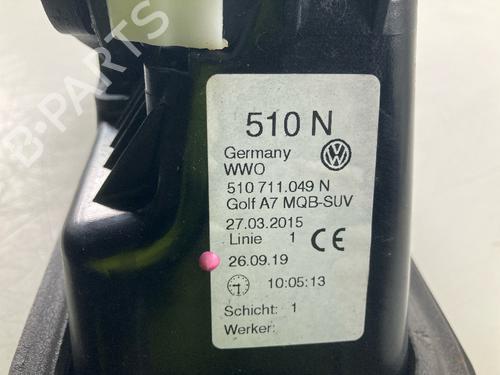 B-PARTS
510 N
Germany
WWO
510 711.049 N
Golf A7 MQB-SUV
27.03.2015
Linie 1 CE
26.09.19
10:05:13
Schicht: 1
Werker: